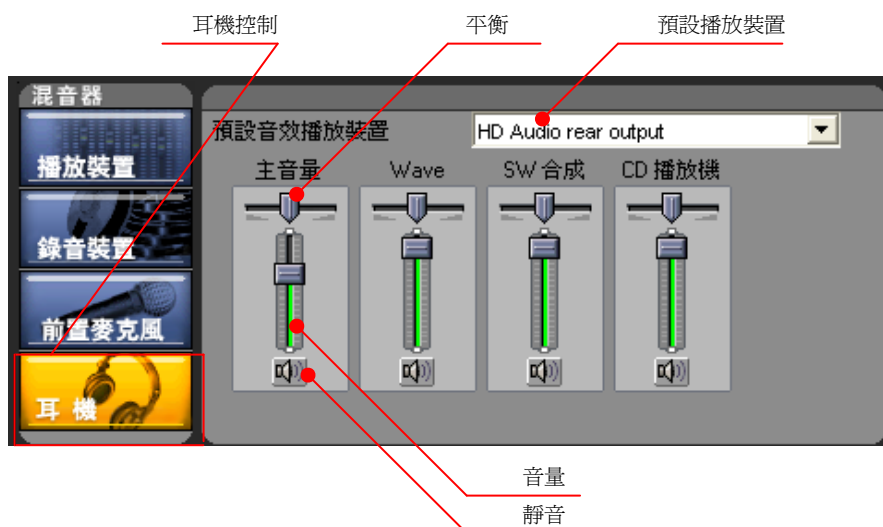 耳機控制
平衡
預設播放裝置
混音器
播放裝置
錄音裝置
前置麥克風
耳 機
預設音效播放裝置
HD Audio rear output
主音量
Wave
SW 合成
CD 播放機
音量
靜音